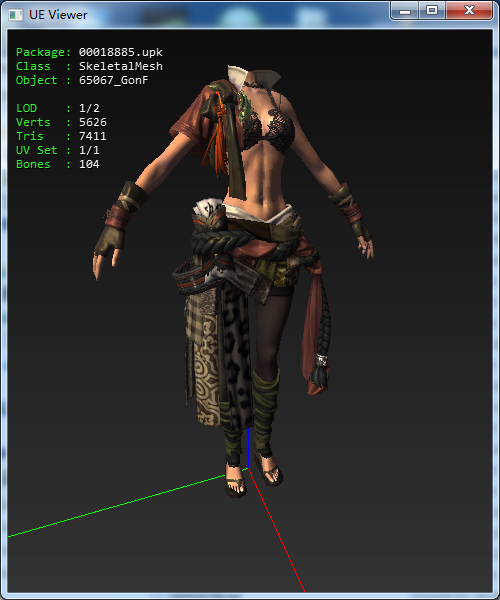 UE Viewer
Package: 00018885.upk
Class : SkeletalMesh
Object : 65067_GonF
LOD : 1/2
Verts : 5626
Tris : 7411
UV Set : 1/1
Bones : 104